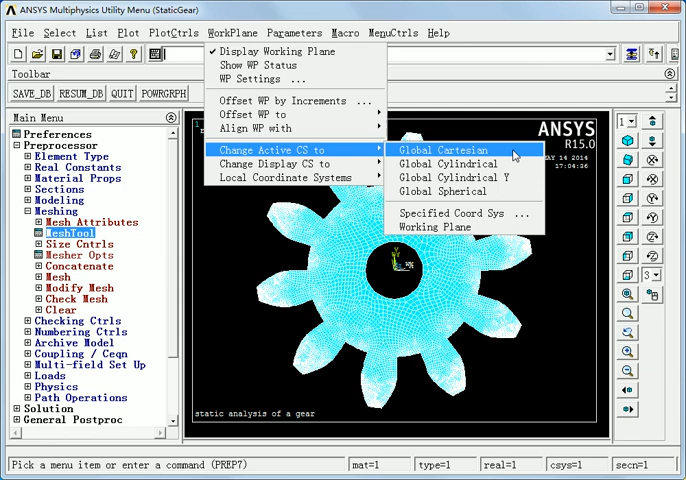 ANSYS Multiphysics Utility Menu (StaticGear)
File Select List Plot PlotCtrls WorkPlane Parameters Macro MenuCtrls Help
Toolbar
SAVE_DB RESUM_DB QUIT POWRGRPH
Main Menu
Preferences
Preprocessor
Element Type
Real Constants
Material Props
Sections
Modeling
Meshing
Mesh Attributes
MeshTool
Size Cntrls
Mesher Opts
Concatenate
Mesh
Modify Mesh
Check Mesh
Clear
Checking Ctrls
Numbering Ctrls
Archive Model
Coupling / Ceqn
Multi-field Set Up
Loads
Physics
Path Operations
Solution
General Postproc
Display Working Plane
Show WP Status
WP Settings ...
Offset WP by Increments ...
Offset WP to
Align WP with
Change Active CS to
Change Display CS to
Local Coordinate Systems
Global Cartesian
Global Cylindrical
Global Cylindrical Y
Global Spherical
Specified Coord Sys ...
Working Plane
1
ANSYS
R15.0
MAY 14 2014
17:04:36
Y
static analysis of a gear
1
3
Pick a menu item or enter a command (PREP7)
mat=1
type=1
real=1
csys=1
secn=1